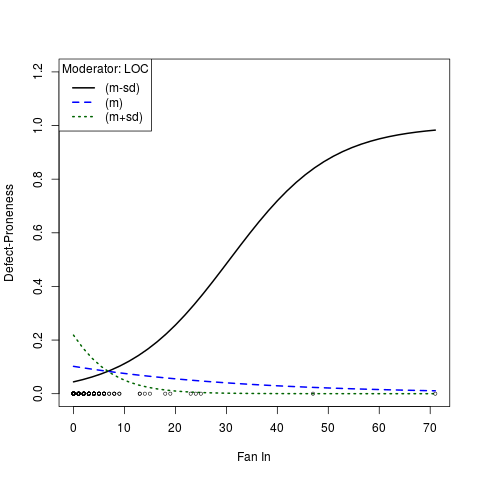 Moderator: LOC
(m-sd)
(m)
(m+sd)
1.2
1.0
0.8
0.6
0.4
0.2
0.0
Defect-Proneness
0 10 20 30 40 50 60 70
Fan In